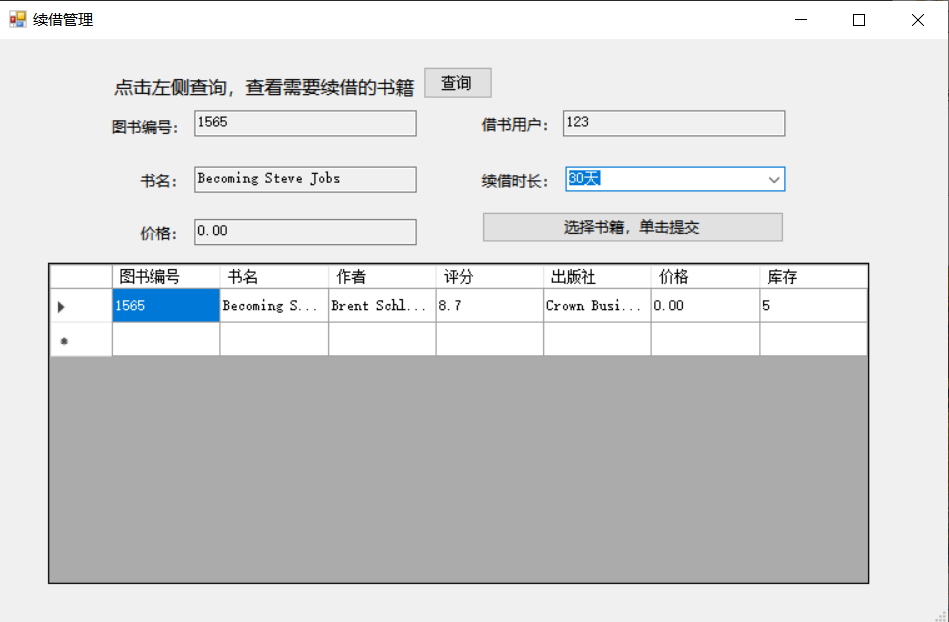 续借管理
点击左侧查询，查看需要续借的书籍 查询
图书编号： 1565 借书用户： 123
书名： Becoming Steve Jobs 续借时长： 30天
价格： 0.00 选择书籍，单击提交
图书编号 书名 作者 评分 出版社 价格 库存
1565 Becoming S... Brent Schl... 8.7 Crown Busi... 0.00 5